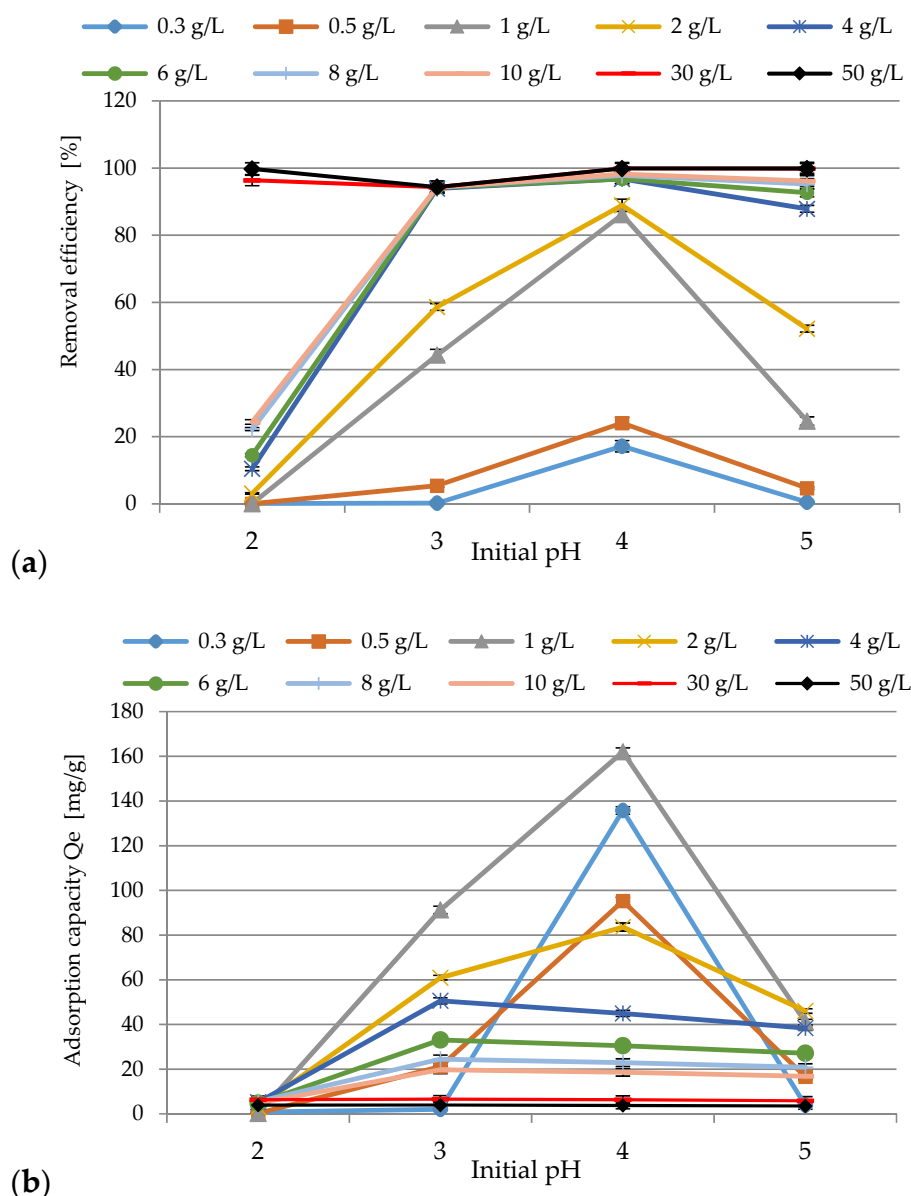 0.3 g/L 0.5 g/L 1 g/L 2 g/L 4 g/L
6 g/L 8 g/L 10 g/L 30 g/L 50 g/L
120
100
80
60
40
20
0
Removal efficiency [%]
2 3 4 5
Initial pH
(a)
0.3 g/L 0.5 g/L 1 g/L 2 g/L 4 g/L
6 g/L 8 g/L 10 g/L 30 g/L 50 g/L
180
160
140
120
100
80
60
40
20
0
Adsorption capacity Qe [mg/g]
2 3 4 5
Initial pH
(b)